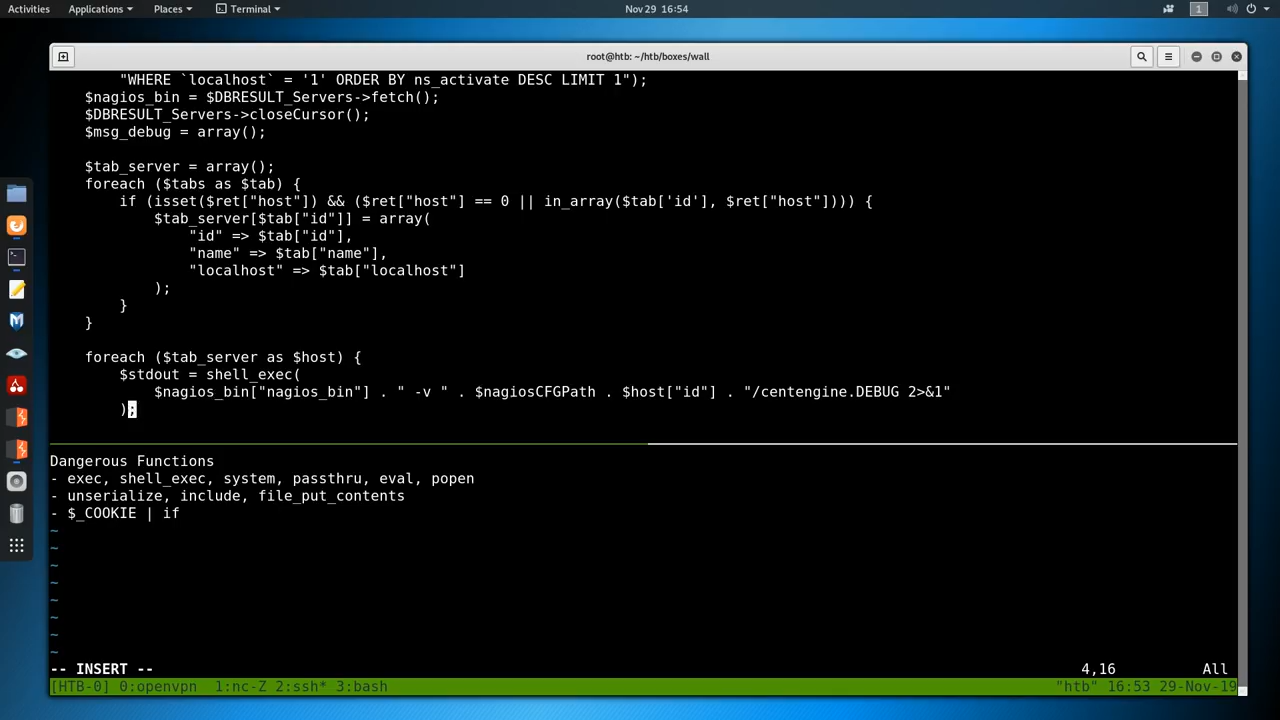 Activities Applications Places Terminal Nov 29 16:54 1
root@htb: ~/htb/boxes/wall
"WHERE `localhost` = '1' ORDER BY ns_activate DESC LIMIT 1");
$nagios_bin = $DBRESULT_Servers->fetch();
$DBRESULT_Servers->closeCursor();
$msg_debug = array();
$tab_server = array();
foreach ($tabs as $tab) {
if (isset($ret["host"]) && ($ret["host"] == 0 || in_array($tab['id'], $ret["host"]))) {
$tab_server[$tab["id"]] = array(
"id" => $tab["id"],
"name" => $tab["name"],
"localhost" => $tab["localhost"]
);
}
}
foreach ($tab_server as $host) {
$stdout = shell_exec(
$nagios_bin["nagios_bin"] . " -v " . $nagiosCFGPath . $host["id"] . "/centengine.DEBUG 2>&1"
);
Dangerous Functions
- exec, shell_exec, system, passthru, eval, popen
- unserialize, include, file_put_contents
- $_COOKIE | if
~
~
~
~
~
~
~
~
-- INSERT -- 4,16 All
[HTB-0] 0:openvpn 1:nc-Z 2:ssh* 3:bash "htb" 16:53 29-Nov-19